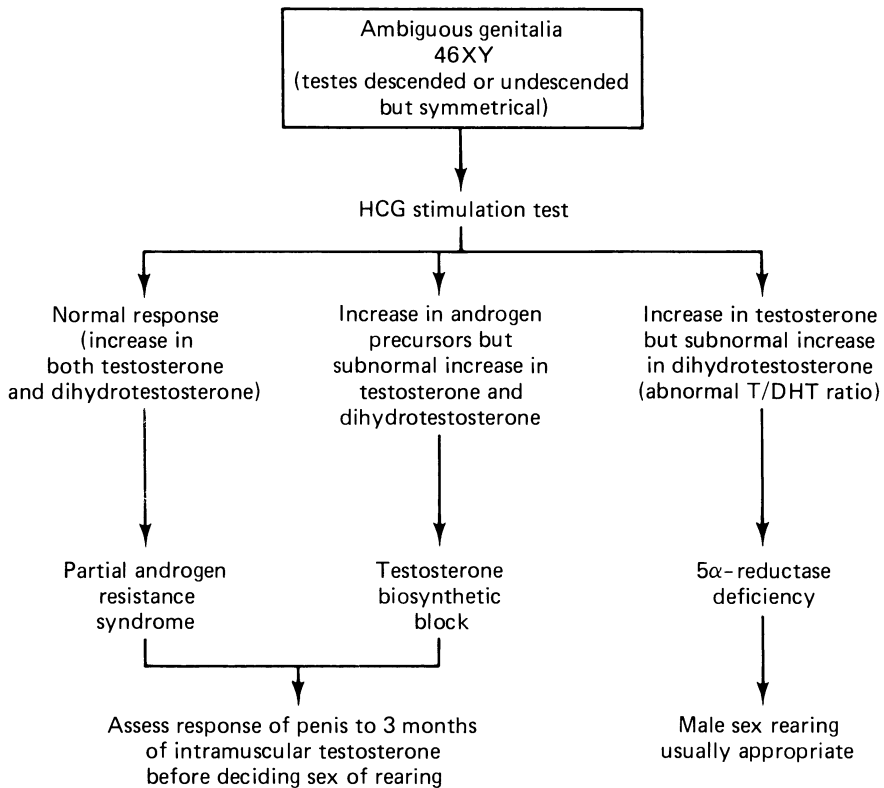 Ambiguous genitalia
46XY
(testes descended or undescended
but symmetrical)
HCG stimulation test
Normal response
(increase in
both testosterone
and dihydrotestosterone)
Increase in androgen
precursors but
subnormal increase in
testosterone and
dihydrotestosterone
Increase in testosterone
but subnormal increase
in dihydrotestosterone
(abnormal T/DHT ratio)
Partial androgen
resistance
syndrome
Testosterone
biosynthetic
block
5α-reductase
deficiency
Assess response of penis to 3 months
of intramuscular testosterone
before deciding sex of rearing
Male sex rearing
usually appropriate